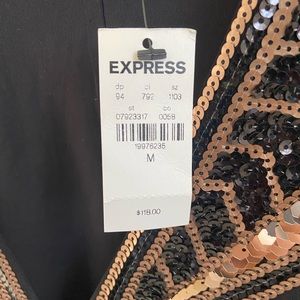 EXPRESS
dp cl sz
94 792 1103
st co
07923317 0058
19976235
M
$118.00